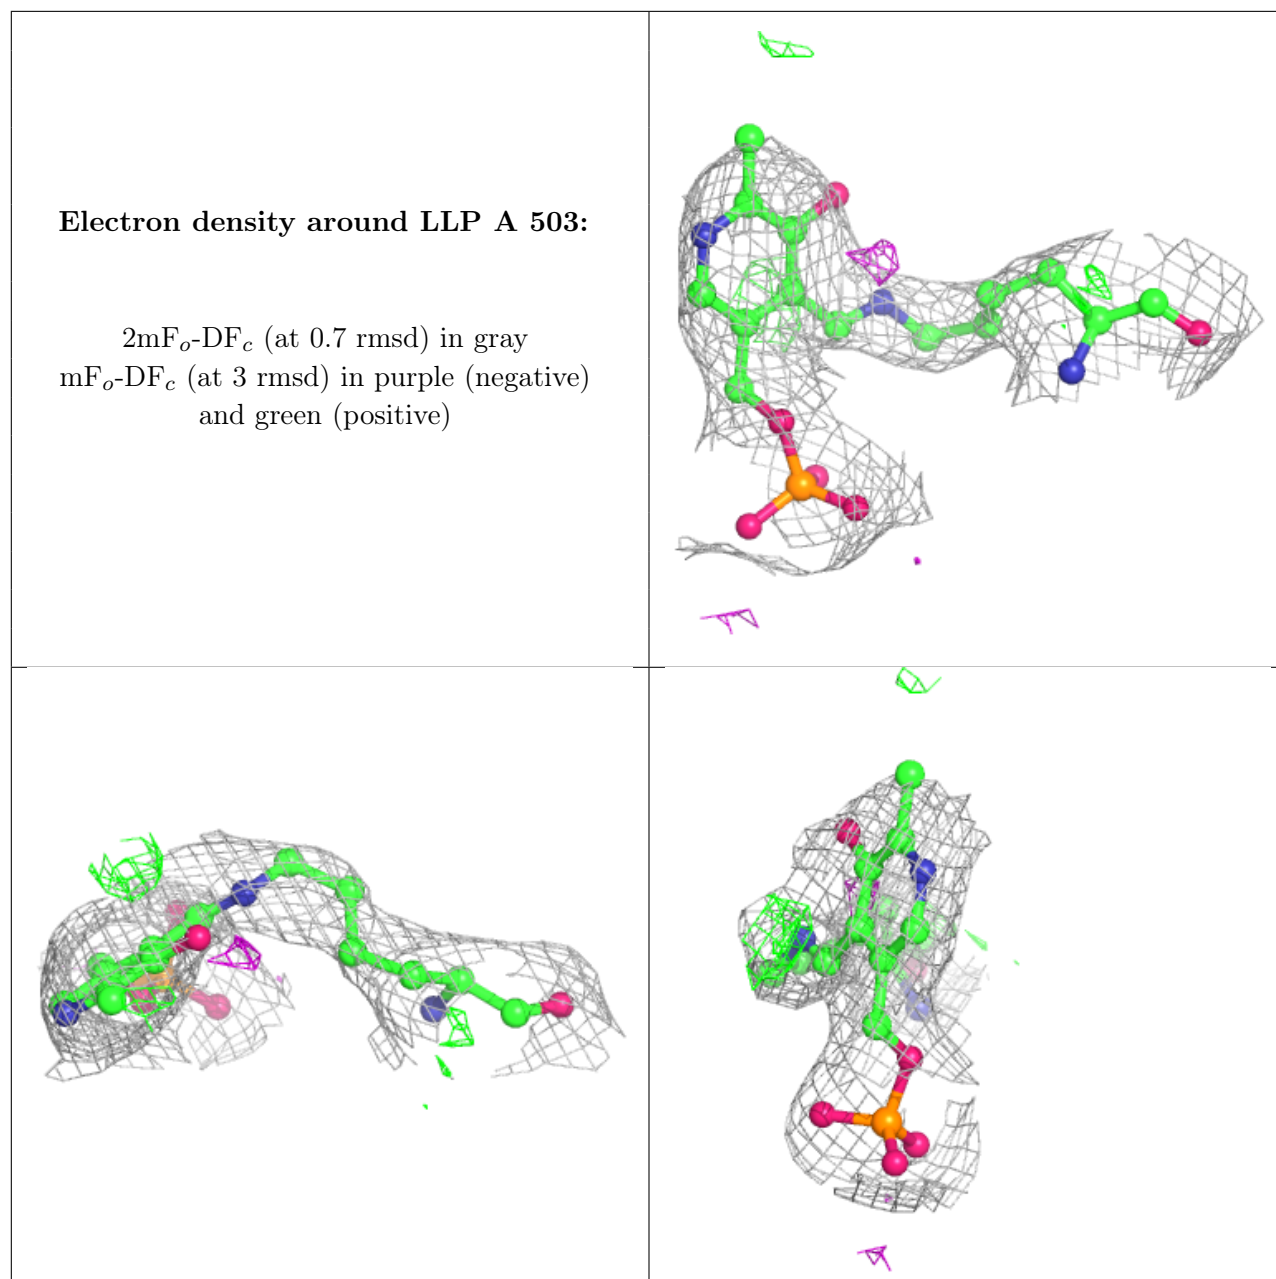 Electron density around LLP A 503:
2mFo-DFc (at 0.7 rmsd) in gray
mFo-DFc (at 3 rmsd) in purple (negative)
and green (positive)